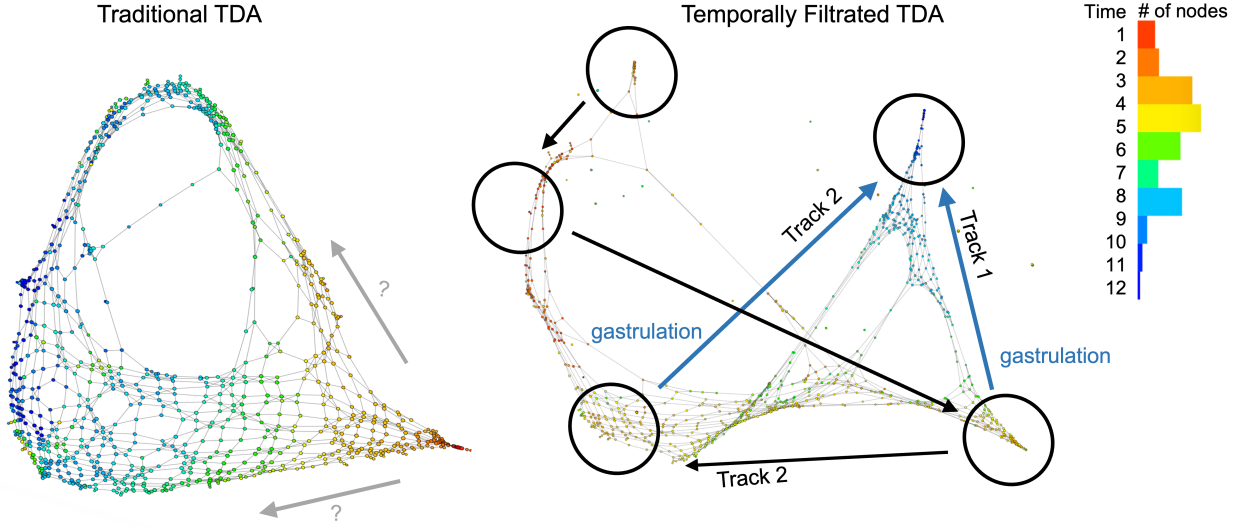 Traditional TDA
Temporally Filtrated TDA
Time # of nodes
1
2
3
4
5
6
7
8
9
10
11
12
?
?
Track 2
Track 1
gastrulation
gastrulation
Track 2